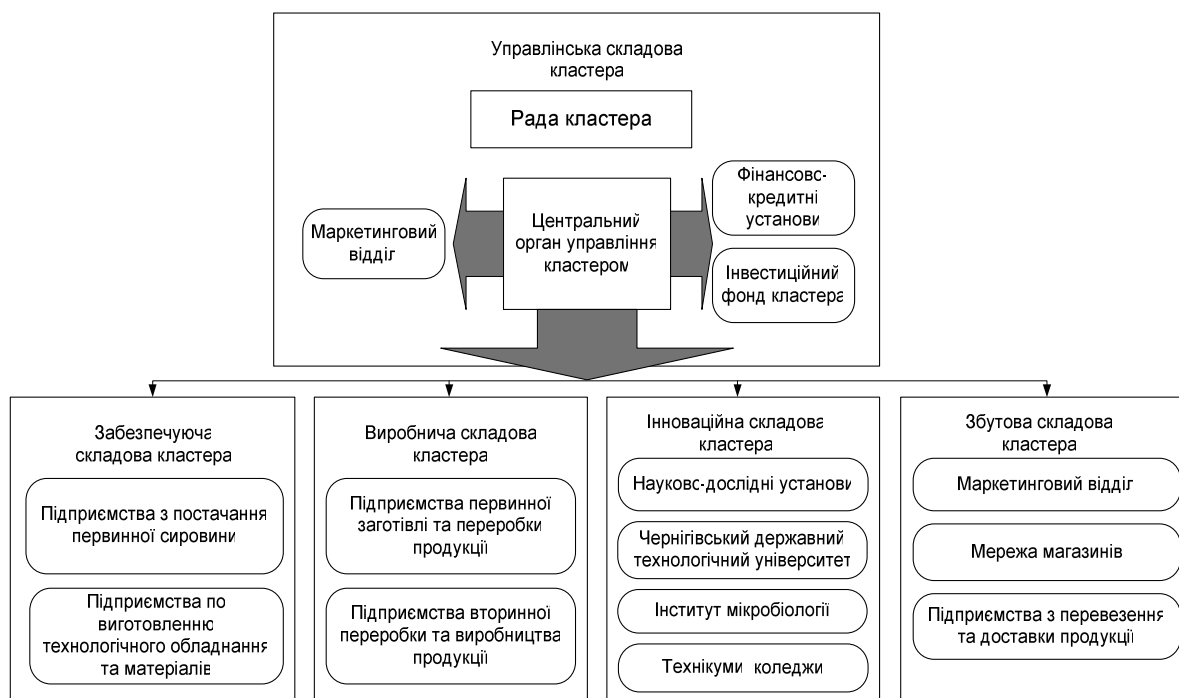 Управлінська складова
кластера
Рада кластера
Маркетинговий
відділ
Центральний
орган управління
кластером
Фінансово-
кредитні
установи
Інвестиційний
фонд кластера
Забезпечуюча
складова кластера
Підприємства з постачання
первинної сировини
Підприємства по
виготовленню
технологічного обладнання
та матеріалів
Виробнича складова
кластера
Підприємства первинної
заготівлі та переробки
продукції
Підприємства вторинної
переробки та виробництва
продукції
Інноваційна складова
кластера
Науково-дослідні установи
Чернігівський державний
технологічний університет
Інститут мікробіології
Технікуми коледжи
Збутова складова
кластера
Маркетинговий відділ
Мережа магазинів
Підприємства з перевезення
та доставки продукції